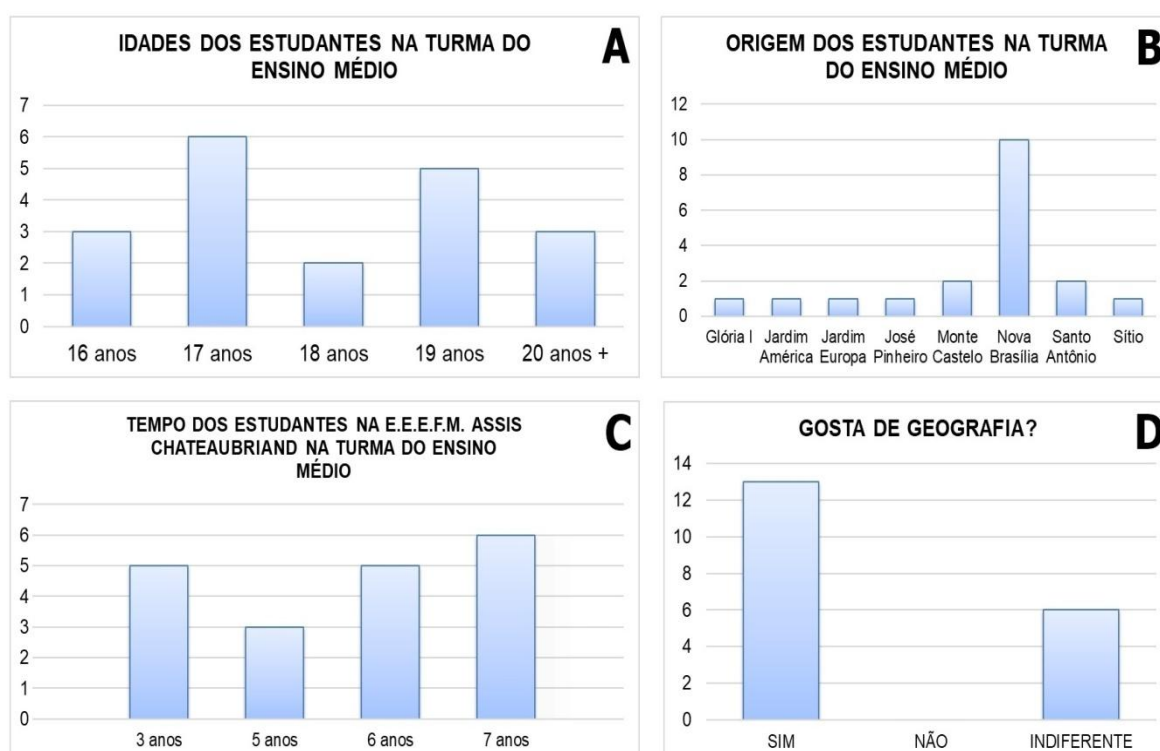 IDADES DOS ESTUDANTES NA TURMA DO
ENSINO MÉDIO
A
7
6
5
4
3
2
1
0
16 anos 17 anos 18 anos 19 anos 20 anos +
ORIGEM DOS ESTUDANTES NA TURMA
DO ENSINO MÉDIO
B
12
10
8
6
4
2
0
Glória I Jardim América Jardim Europa José Pinheiro Monte Castelo Nova Brasília Santo Antônio Sítio
TEMPO DOS ESTUDANTES NA E.E.E.F.M. ASSIS
CHATEAUBRIAND NA TURMA DO ENSINO
MÉDIO
C
7
6
5
4
3
2
1
0
3 anos 5 anos 6 anos 7 anos
GOSTA DE GEOGRAFIA?
D
14
12
10
8
6
4
2
0
SIM NÃO INDIFERENTE